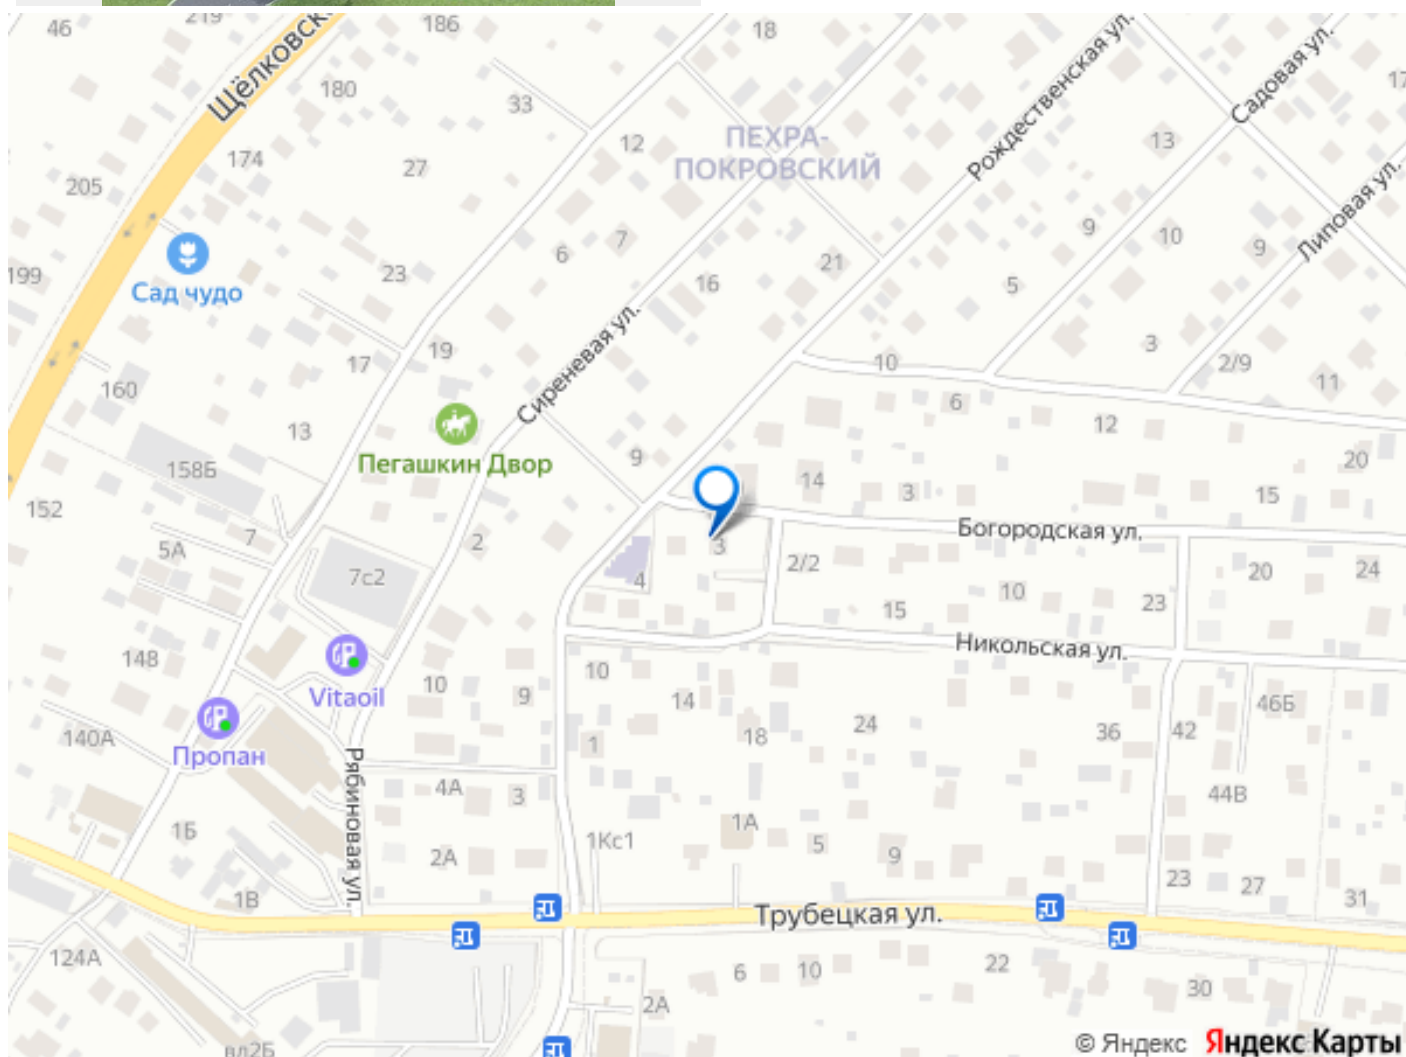 46
219
Щёлковск
186
18
Рождественская ул.
Садовая ул.
17
180
33
12
ПЕХРА-
ПОКРОВСКИЙ
13
174
27
205
Липовая ул.
6
7
9
10
9
199
23
21
16
5
Сад чудо
Сиреневая ул.
17
19
10
3
2/9
11
160
6
12
13
Пегашкин Двор
9
158Б
14
3
20
15
152
7
5А
2
3
Богородская ул.
7с2
4
2/2
20
24
10
23
15
148
Никольская ул.
10
10
Vitaoil
9
14
46Б
140А
Пропан
1
18
24
36
42
Рябиновая ул.
4А
3
44В
1Б
1А
1Кс1
5
9
2А
23
27
31
1В
Трубецкая ул.
124А
6
10
22
30
2А
вл2Б
© Яндекс Яндекс Карты